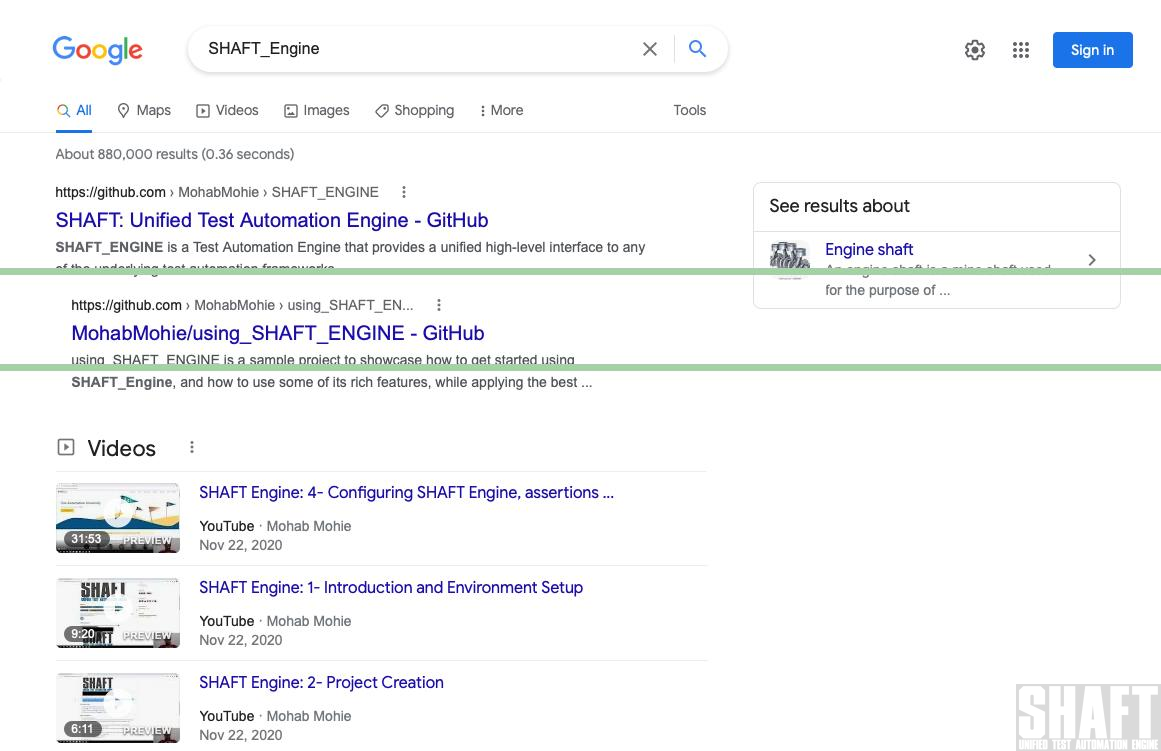 Google
SHAFT_Engine
Sign in
All
Maps
Videos
Images
Shopping
More
Tools
About 880,000 results (0.36 seconds)
https://github.com › MohabMohie › SHAFT_ENGINE
SHAFT: Unified Test Automation Engine - GitHub
SHAFT_ENGINE is a Test Automation Engine that provides a unified high-level interface to any
of the underlying test automation frameworks
https://github.com › MohabMohie › using_SHAFT_EN...
MohabMohie/using_SHAFT_ENGINE - GitHub
using_SHAFT_ENGINE is a sample project to showcase how to get started using
SHAFT_Engine, and how to use some of its rich features, while applying the best ...
See results about
Engine shaft
An engine shaft is a mine shaft used
for the purpose of ...
Videos
SHAFT Engine: 4- Configuring SHAFT Engine, assertions ...
YouTube · Mohab Mohie
Nov 22, 2020
31:53
PREVIEW
SHAFT Engine: 1- Introduction and Environment Setup
YouTube · Mohab Mohie
Nov 22, 2020
SHAFT
9:20
PREVIEW
SHAFT Engine: 2- Project Creation
YouTube · Mohab Mohie
Nov 22, 2020
SHAFT
6:11
PREVIEW
SHAFT
UNIFIED TEST AUTOMATION ENGINE